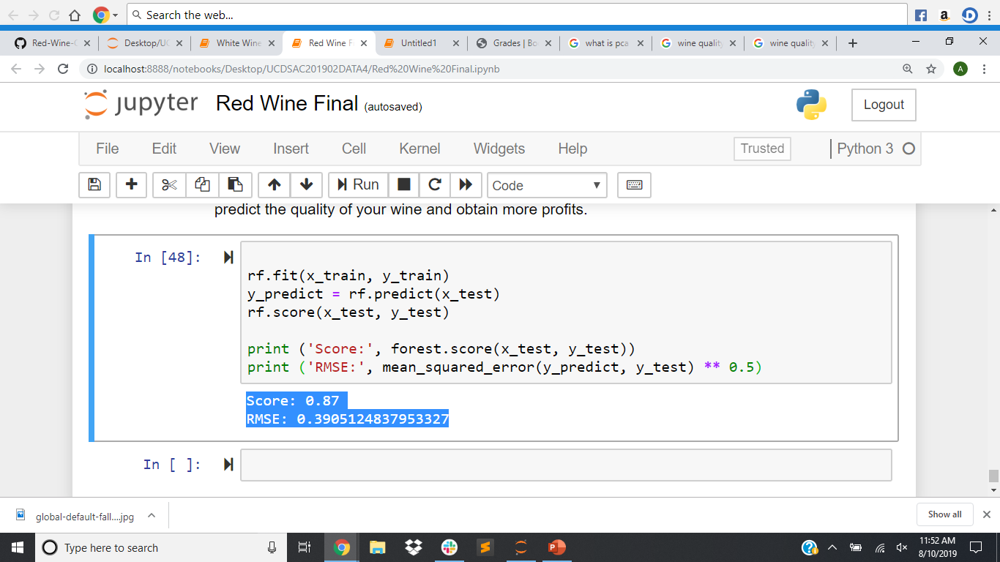 Search the web...
Red-Wine-C
Desktop/UC
White Wine
Red Wine F
Untitled1
Grades | Bo
what is pca
wine quality
wine quality
localhost:8888/notebooks/Desktop/UCDSAC201902DATA4/Red%20Wine%20Final.ipynb
A
jupyter Red Wine Final (autosaved)
Logout
File Edit View Insert Cell Kernel Widgets Help
Trusted
Python 3
Run
Code
predict the quality of your wine and obtain more profits.
In [48]:
rf.fit(x_train, y_train)
y_predict = rf.predict(x_test)
rf.score(x_test, y_test)
print ('Score:', forest.score(x_test, y_test))
print ('RMSE:', mean_squared_error(y_predict, y_test) ** 0.5)
Score: 0.87
RMSE: 0.3905124837953327
In [ ]:
global-default-fall....jpg
Show all
Type here to search
11:52 AM
8/10/2019